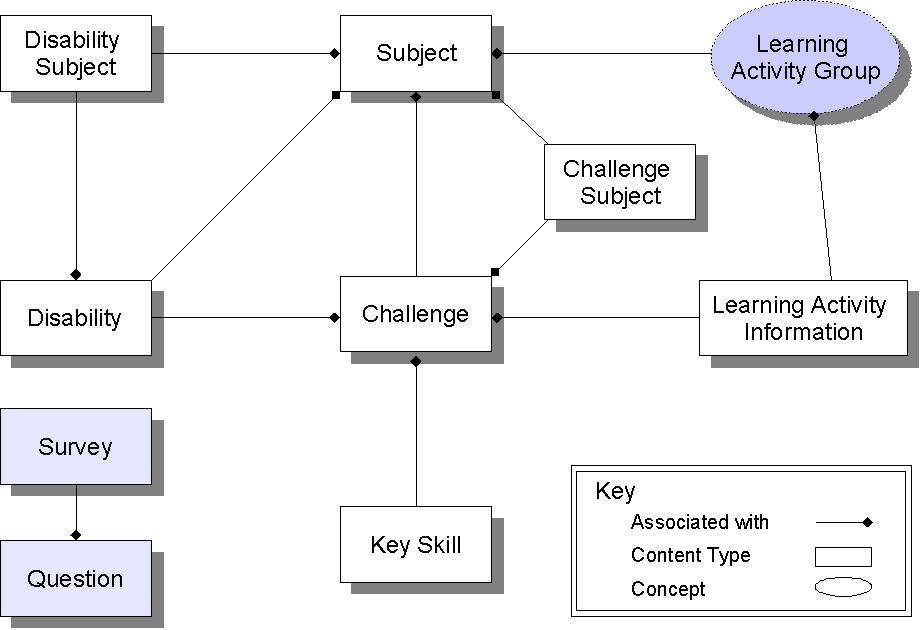 Disability
Subject
Subject
Learning
Activity Group
Challenge
Subject
Disability
Challenge
Learning Activity
Information
Survey
Question
Key Skill
Key
Associated with
Content Type
Concept